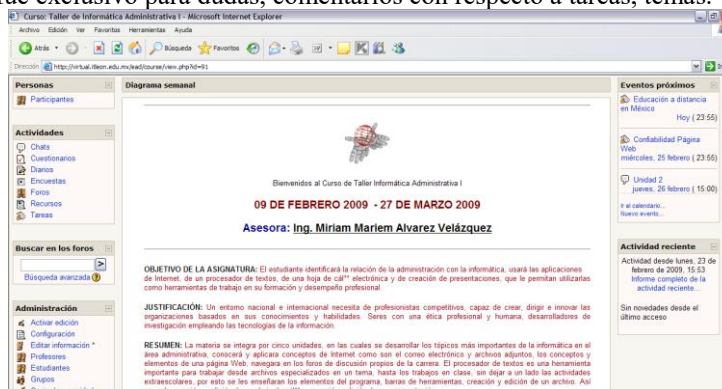 rue exclusivo para dudas, comentarios con respecto a tareas, temas.
Curso: Taller de Informática Administrativa I - Microsoft Internet Explorer
Archivo Edición Ver Favoritos Herramientas Ayuda
Atrás Búsqueda Favoritos
Dirección http://virtual.itleon.edu.mx/ead/course/view.php?id=91
Personas
Participantes
Actividades
Chats
Cuestionarios
Diarios
Encuestas
Foros
Recursos
Tareas
Buscar en los foros
Búsqueda avanzada
Administración
Activar edición
Configuración
Editar información *
Profesores
Estudiantes
Grupos
Diagrama semanal
Bienvenidos al Curso de Taller Informática Administrativa I
09 DE FEBRERO 2009 - 27 DE MARZO 2009
Asesora: Ing. Miriam Mariem Alvarez Velázquez
OBJETIVO DE LA ASIGNATURA: El estudiante identificará la relación de la administración con la informática, usará las aplicaciones
de Internet, de un procesador de textos, de una hoja de cál** electrónica y de creación de presentaciones, que le permitan utilizarlas
como herramientas de trabajo en su formación y desempeño profesional.
JUSTIFICACIÓN: Un entorno nacional e internacional necesita de profesionistas competitivos, capaz de crear, dirigir e innovar las
organizaciones basados en sus conocimientos y habilidades. Seres con una ética profesional y humana, desarrolladores de
investigación empleando las tecnologías de la información.
RESUMEN: La materia se integra por cinco unidades, en las cuales se desarrollar los tópicos más importantes de la informática en el
área administrativa, conocerá y aplicara conceptos de Internet como son el correo electrónico y archivos adjuntos, los conceptos y
elementos de una página Web, navegara en los foros de discusión propios de la carrera. El procesador de textos es una herramienta
importante para trabajar desde archivos especializados en un tema, hasta los trabajos en clase, sin dejar a un lado las actividades
extraescolares, por esto se les enseñaran los elementos del programa, barras de herramientas, creación y edición de un archivo. Así
Eventos próximos
Educación a distancia
en México
Hoy (23:55)
Confiabilidad Página
Web
miércoles, 25 febrero (23:55)
Unidad 2
jueves, 26 febrero (15:00)
Ir al calendario...
Nuevo evento...
Actividad reciente
Actividad desde lunes, 23 de
febrero de 2009, 15:53
Informe completo de la
actividad reciente...
Sin novedades desde el
último acceso